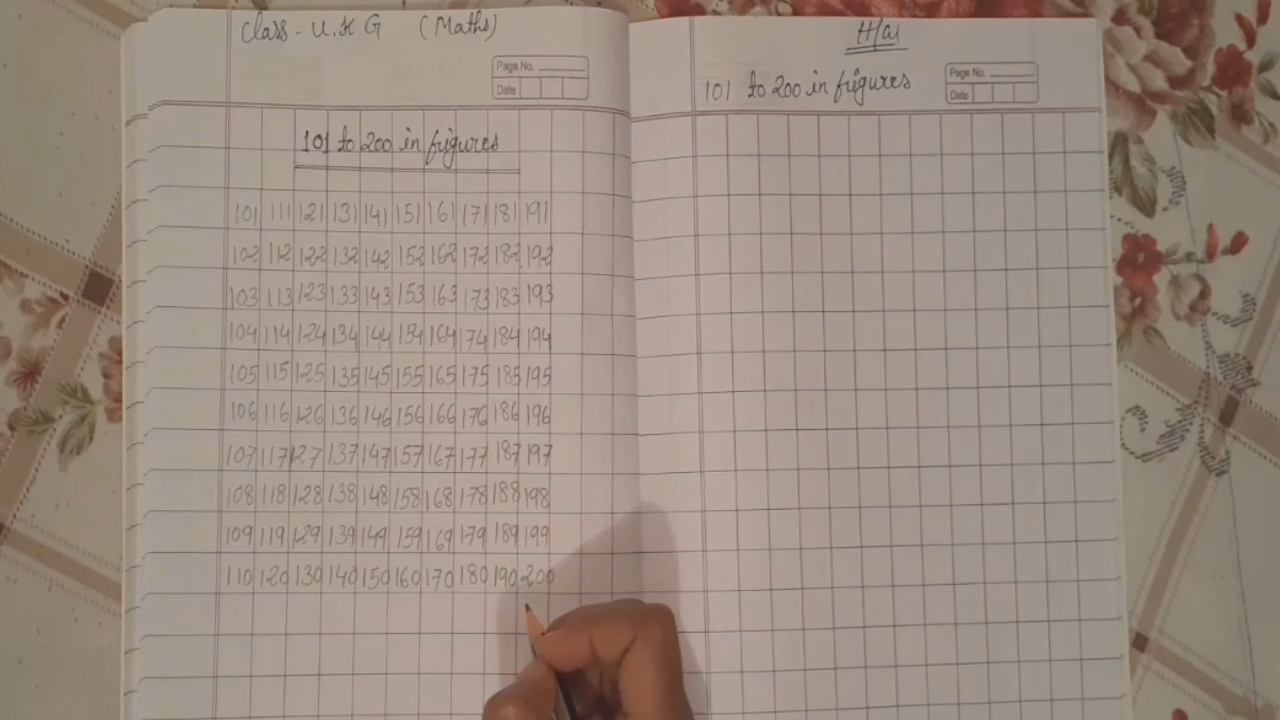 Class - U.K G (Maths)
Page No.
Date
101 to 200 in figures
101 111 121 131 141 151 161 171 181 191
102 112 122 132 142 152 162 172 182 192
103 113 123 133 143 153 163 173 183 193
104 114 124 134 144 154 164 174 184 194
105 115 125 135 145 155 165 175 185 195
106 116 126 136 146 156 166 176 186 196
107 117 127 137 147 157 167 177 187 197
108 118 128 138 148 158 168 178 188 198
109 119 129 139 149 159 169 179 189 199
110 120 130 140 150 160 170 180 190 200
101 to 200 in figures
Page No.
Date